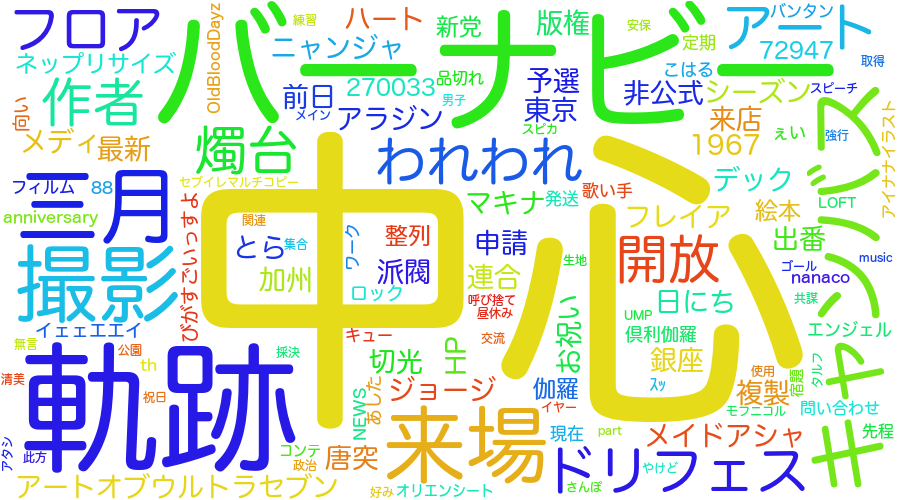 フロア
バーナビー
OldBloodDayz
練習
ハート
新党
版権
安保
定期
アート
バンタン
72947
取得
ニャンジャ
ネップリサイズ
作者
270033
品切れ
男子
予選
東京
非公式
こはる
シーズン
スピーチ
前日
メイン
アラジン
スピカ
来店
1967
えい
強行
キャンバス
アイナナイラスト
向い
メディ
最新
燭台
われわれ
デック
フィルム
88
セブイレマルチコピー
三月
anniversary
びがすごいっすよ
関連
とら
集合
ワーク
整列
マキナ
発送
歌い手
フレイア
絵本
LOFT
出番
中心
申請
開放
撮影
加州
派閥
連合
生地
ゴール
music
nanaco
ロック
呼び捨て
昼休み
お祝い
日にち
共謀
イェェエエイ
キュー
UMP
倶利伽羅
エンジェル
無言
公園
th
採決
切光
HP
交流
銀座
軌跡
清美
祝日
あした
ジョージ
伽羅
スッ
使用
複製
宿題
タルフ
NEWS
来場
イヤー
モフニコル
問い合わせ
現在
part
メイドアシャ
先程
アタシ
此方
コンテ
政治
唐突
ドリフェス
やけど
アートオブウルトラセブン
好み
オリエンシート
さんぽ